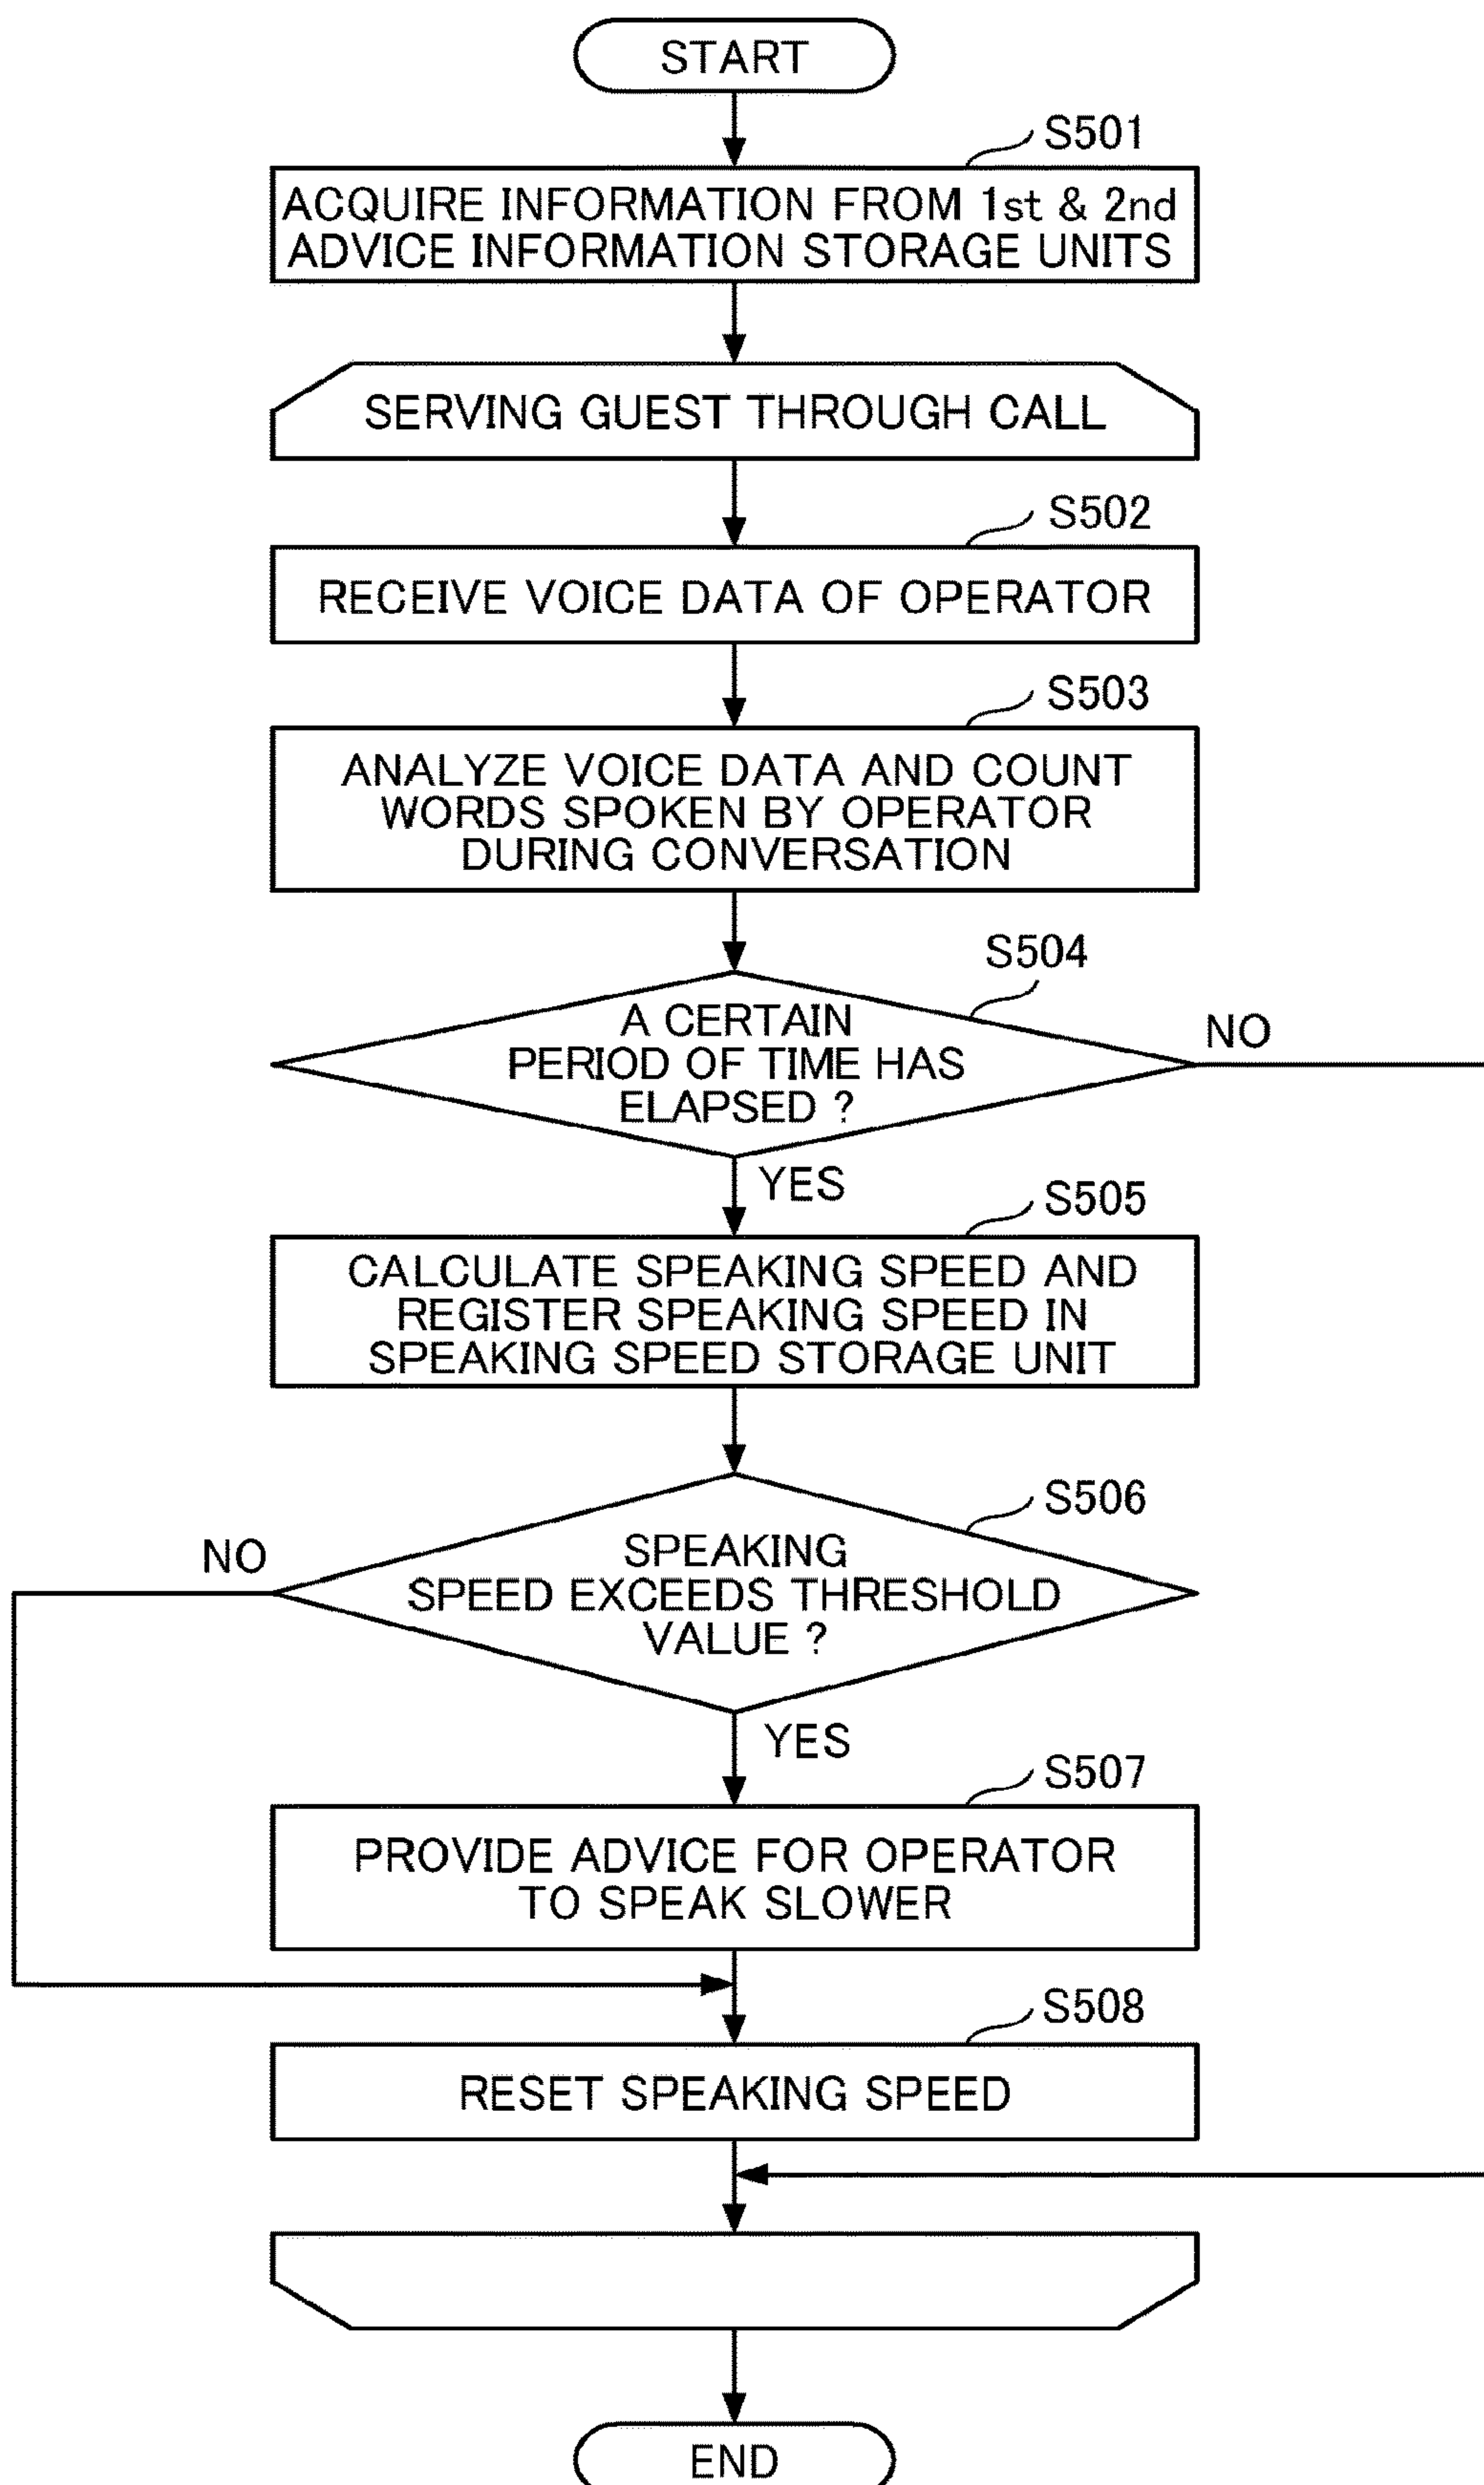 START
S501
ACQUIRE INFORMATION FROM 1st & 2nd
ADVICE INFORMATION STORAGE UNITS
SERVING GUEST THROUGH CALL
S502
RECEIVE VOICE DATA OF OPERATOR
S503
ANALYZE VOICE DATA AND COUNT
WORDS SPOKEN BY OPERATOR
DURING CONVERSATION
S504
A CERTAIN
PERIOD OF TIME HAS
ELAPSED ?
NO
YES
S505
CALCULATE SPEAKING SPEED AND
REGISTER SPEAKING SPEED IN
SPEAKING SPEED STORAGE UNIT
S506
SPEAKING
SPEED EXCEEDS THRESHOLD
VALUE ?
NO
YES
S507
PROVIDE ADVICE FOR OPERATOR
TO SPEAK SLOWER
S508
RESET SPEAKING SPEED
END